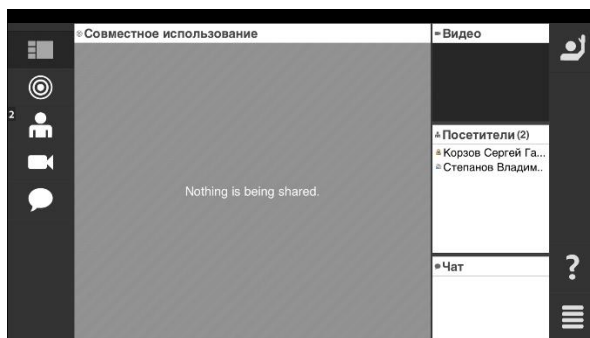 Совместное использование
Видео
2
Посетители (2)
Корзов Сергей Га...
Степанов Владим..
Nothing is being shared.
Чат
?